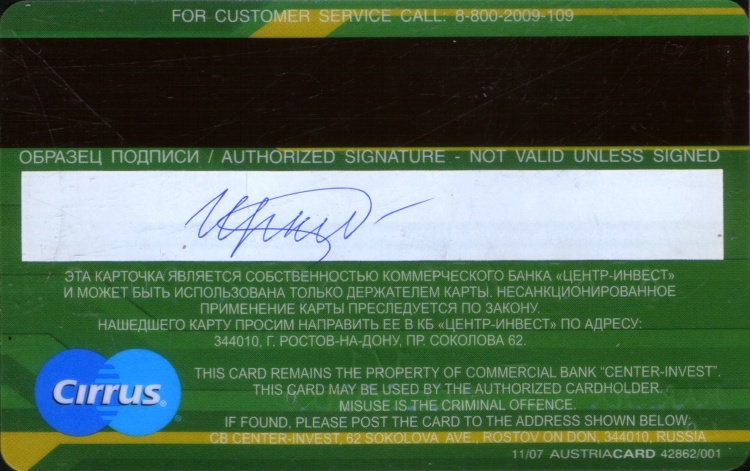 FOR CUSTOMER SERVICE CALL: 8-800-2009-109
ОБРАЗЕЦ ПОДПИСИ / AUTHORIZED SIGNATURE - NOT VALID UNLESS SIGNED
ЭТА КАРТОЧКА ЯВЛЯЕТСЯ СОБСТВЕННОСТЬЮ КОММЕРЧЕСКОГО БАНКА «ЦЕНТР-ИНВЕСТ»
И МОЖЕТ БЫТЬ ИСПОЛЬЗОВАНА ТОЛЬКО ДЕРЖАТЕЛЕМ КАРТЫ. НЕСАНКЦИОНИРОВАННОЕ
ПРИМЕНЕНИЕ КАРТЫ ПРЕСЛЕДУЕТСЯ ПО ЗАКОНУ.
НАШЕДШЕГО КАРТУ ПРОСИМ НАПРАВИТЬ ЕЕ В КБ «ЦЕНТР-ИНВЕСТ» ПО АДРЕСУ:
344010, Г. РОСТОВ-НА-ДОНУ, ПР. СОКОЛОВА 62.
Cirrus®
THIS CARD REMAINS THE PROPERTY OF COMMERCIAL BANK "CENTER-INVEST".
THIS CARD MAY BE USED BY THE AUTHORIZED CARDHOLDER.
MISUSE IS THE CRIMINAL OFFENCE.
IF FOUND, PLEASE POST THE CARD TO THE ADDRESS SHOWN BELOW:
CB CENTER-INVEST, 62 SOKOLOVA AVE., ROSTOV ON DON, 344010, RUSSIA
11/07 AUSTRIACARD 42862/001